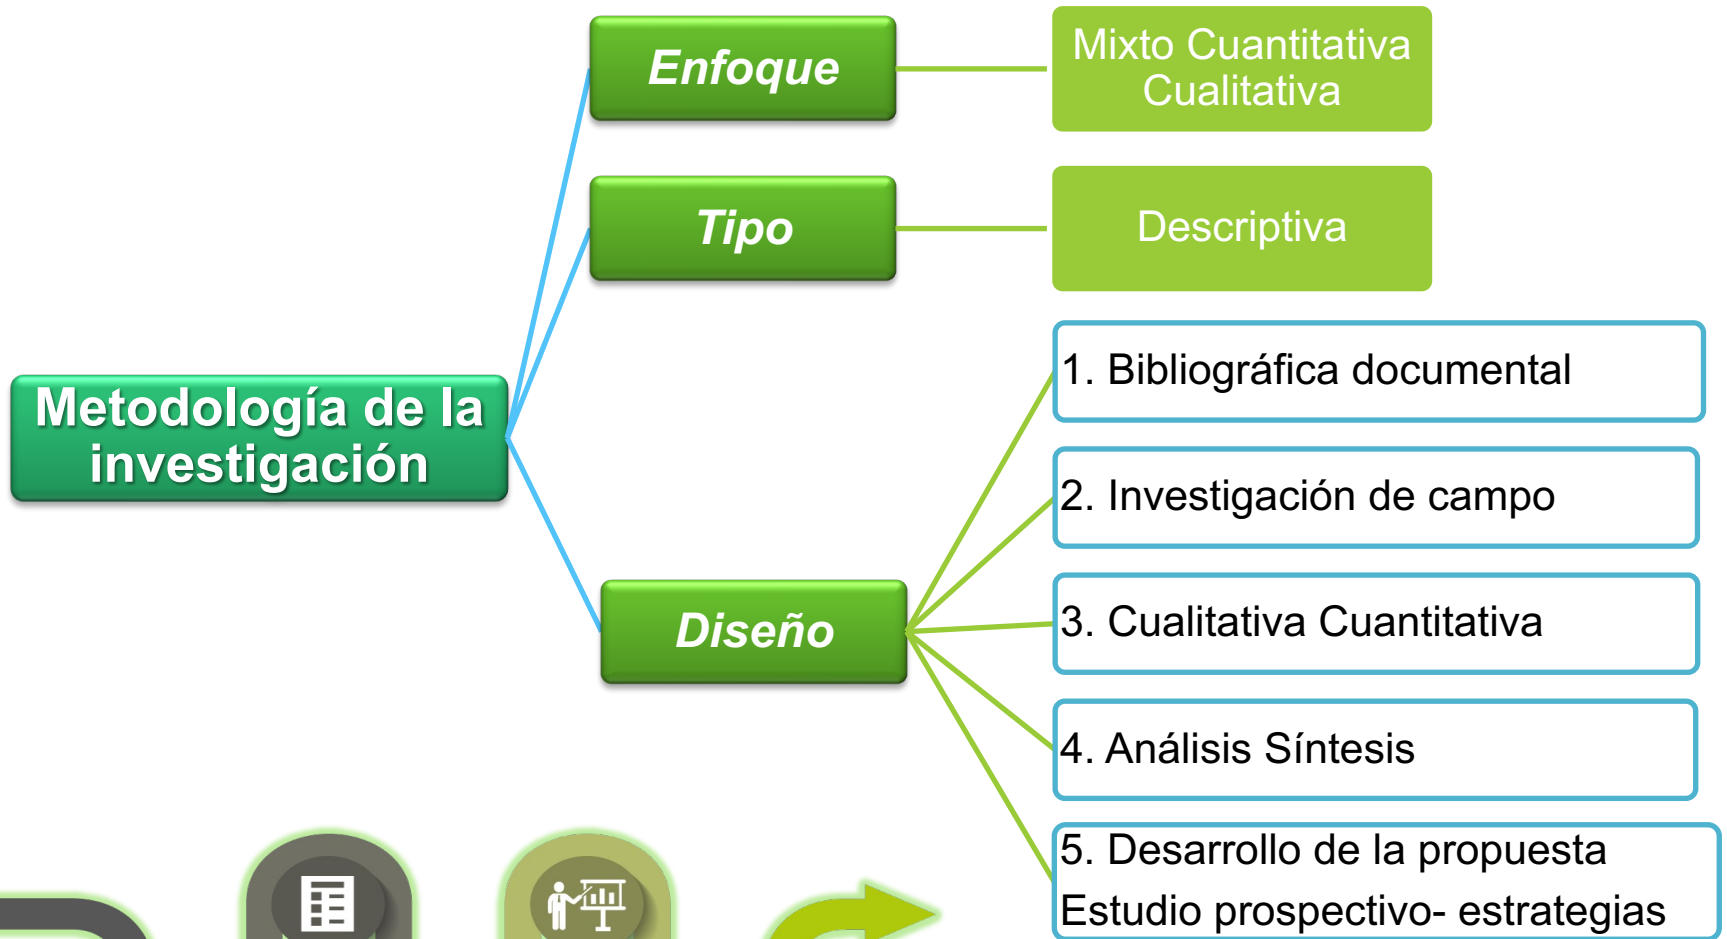 Enfoque
Mixto Cuantitativa
Cualitativa
Tipo
Descriptiva
Metodología de la
investigación
Diseño
1. Bibliográfica documental
2. Investigación de campo
3. Cualitativa Cuantitativa
4. Análisis Síntesis
5. Desarrollo de la propuesta
Estudio prospectivo- estrategias